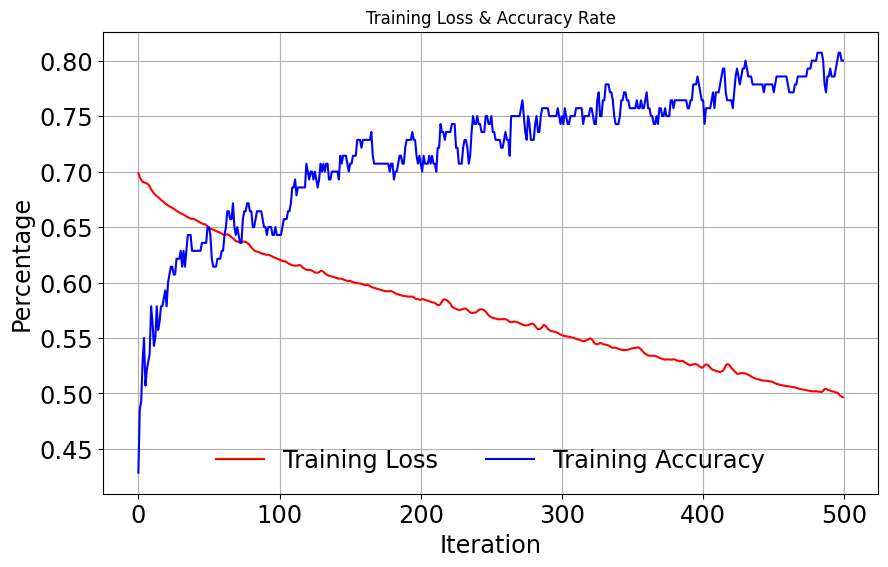 Training Loss & Accuracy Rate
0.80
0.75
0.70
0.65
0.60
0.55
0.50
0.45
Percentage
Training Loss Training Accuracy
0 100 200 300 400 500
Iteration